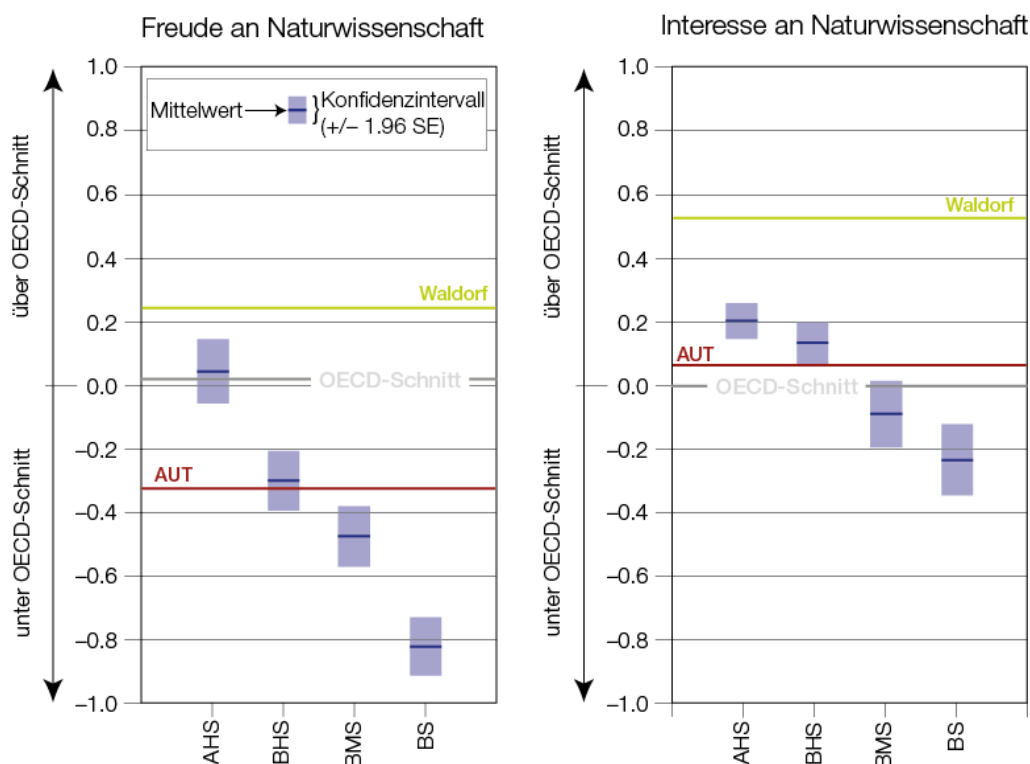 Freude an Naturwissenschaft
über OECD-Schnitt
unter OECD-Schnitt
1.0
0.8
0.6
0.4
0.2
0.0
–0.2
–0.4
–0.6
–0.8
–1.0
Mittelwert
Konfidenzintervall
(+/– 1.96 SE)
Waldorf
OECD-Schnitt
AUT
AHS
BHS
BMS
BS
Interesse an Naturwissenschaft
über OECD-Schnitt
unter OECD-Schnitt
1.0
0.8
0.6
0.4
0.2
0.0
–0.2
–0.4
–0.6
–0.8
–1.0
Waldorf
AUT
OECD-Schnitt
AHS
BHS
BMS
BS